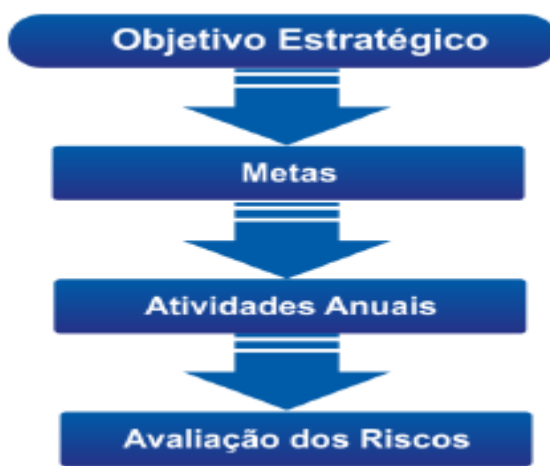 Objetivo Estratégico
Metas
Atividades Anuais
Avaliação dos Riscos